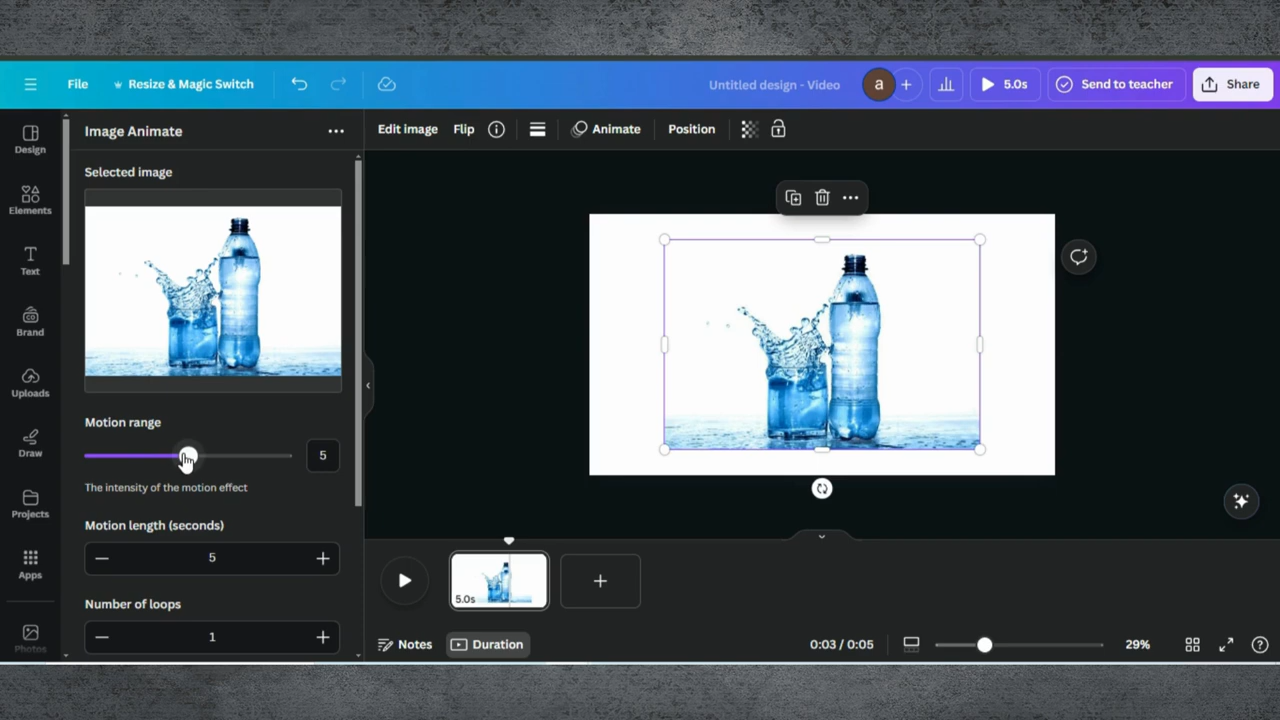 File
Resize & Magic Switch
Untitled design - Video
a
5.0s
Send to teacher
Share
Design
Elements
Text
Brand
Uploads
Draw
Projects
Apps
Photos
Image Animate
Selected image
Motion range
5
The intensity of the motion effect
Motion length (seconds)
5
Number of loops
1
Edit image
Flip
Animate
Position
5.0s
Notes
Duration
0:03 / 0:05
29%